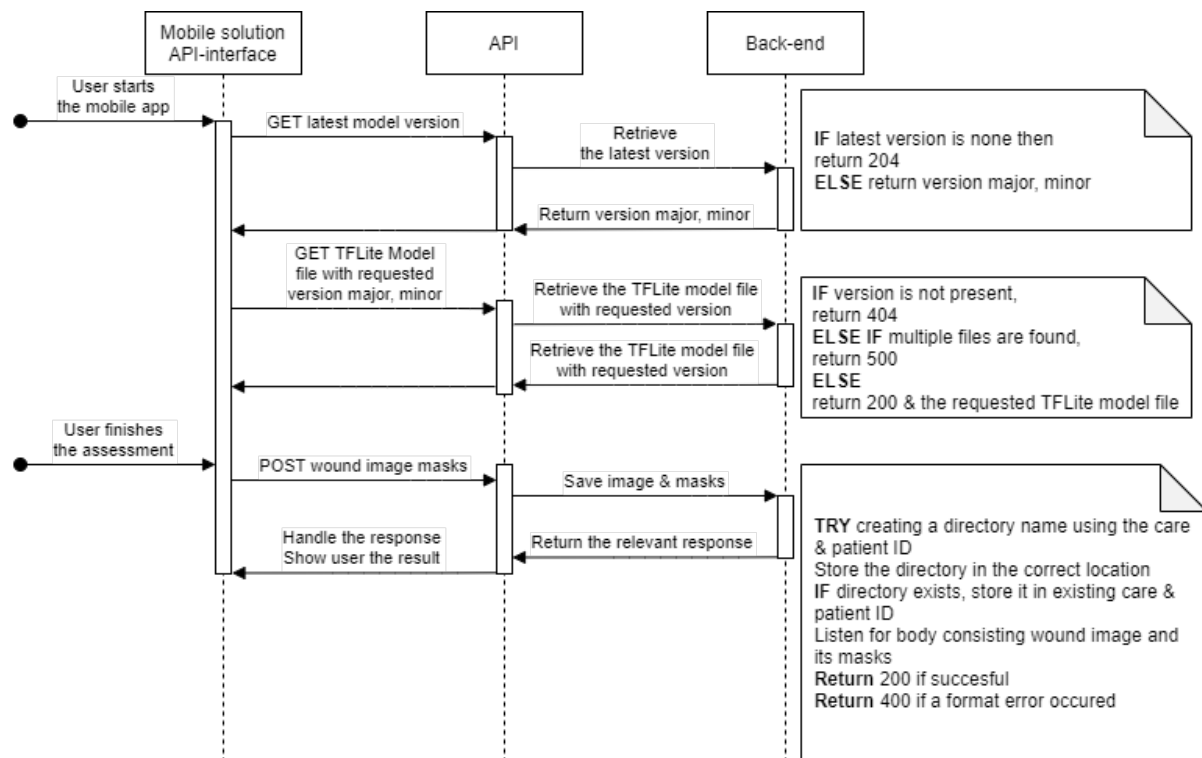 Mobile solution
API-interface
API
Back-end
User starts
the mobile app
GET latest model version
Retrieve
the latest version
Return version major, minor
IF latest version is none then
return 204
ELSE return version major, minor
GET TFLite Model
file with requested
version major, minor
Retrieve the TFLite model file
with requested version
Retrieve the TFLite model file
with requested version
IF version is not present,
return 404
ELSE IF multiple files are found,
return 500
ELSE
return 200 & the requested TFLite model file
User finishes
the assessment
POST wound image masks
Save image & masks
Handle the response
Show user the result
Return the relevant response
TRY creating a directory name using the care
& patient ID
Store the directory in the correct location
IF directory exists, store it in existing care &
patient ID
Listen for body consisting wound image and
its masks
Return 200 if succesful
Return 400 if a format error occured